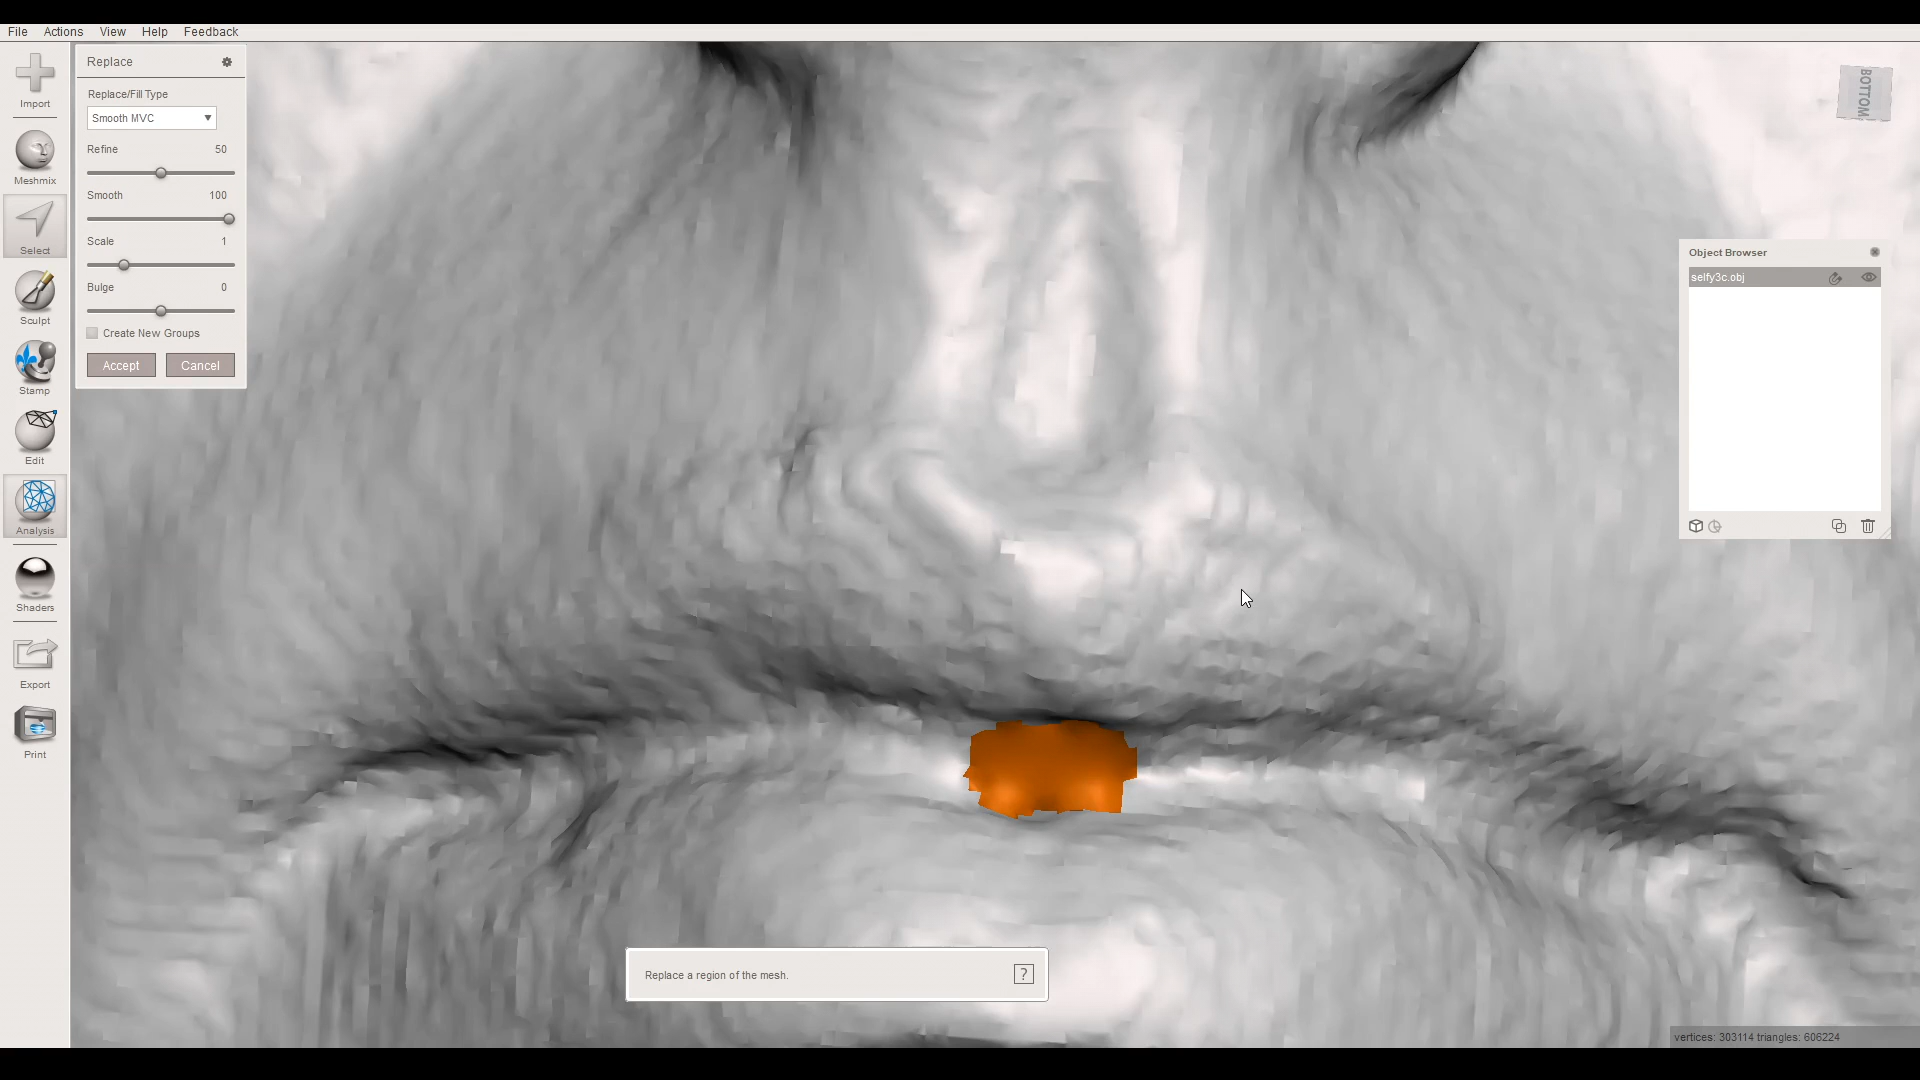 File Actions View Help Feedback
Import
Meshmix
Select
Sculpt
Stamp
Edit
Analysis
Shaders
Export
Print
Replace
Replace/Fill Type
Smooth MVC
Refine 50
Smooth 100
Scale 1
Bulge 0
Create New Groups
Accept Cancel
BOTTOM
Object Browser
selfy3c.obj
Replace a region of the mesh. ?
vertices: 303114 triangles: 606224